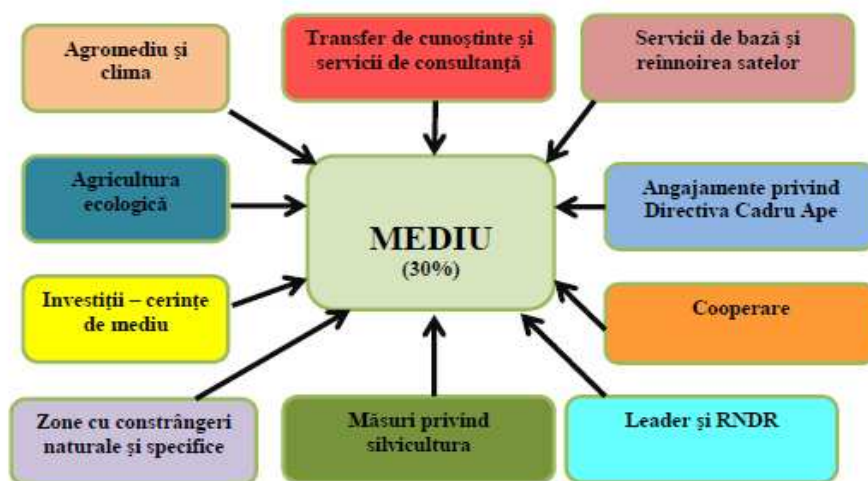 Agromediu și
clima
Transfer de cunoștinte și
servicii de consultanță
Servicii de bază și
reînnoirea satelor
Agricultura
ecologică
MEDIU
(30%)
Angajamente privind
Directiva Cadru Ape
Investiții – cerințe
de mediu
Cooperare
Zone cu constrângeri
naturale și specifice
Măsuri privind
silvicultura
Leader și RNDR